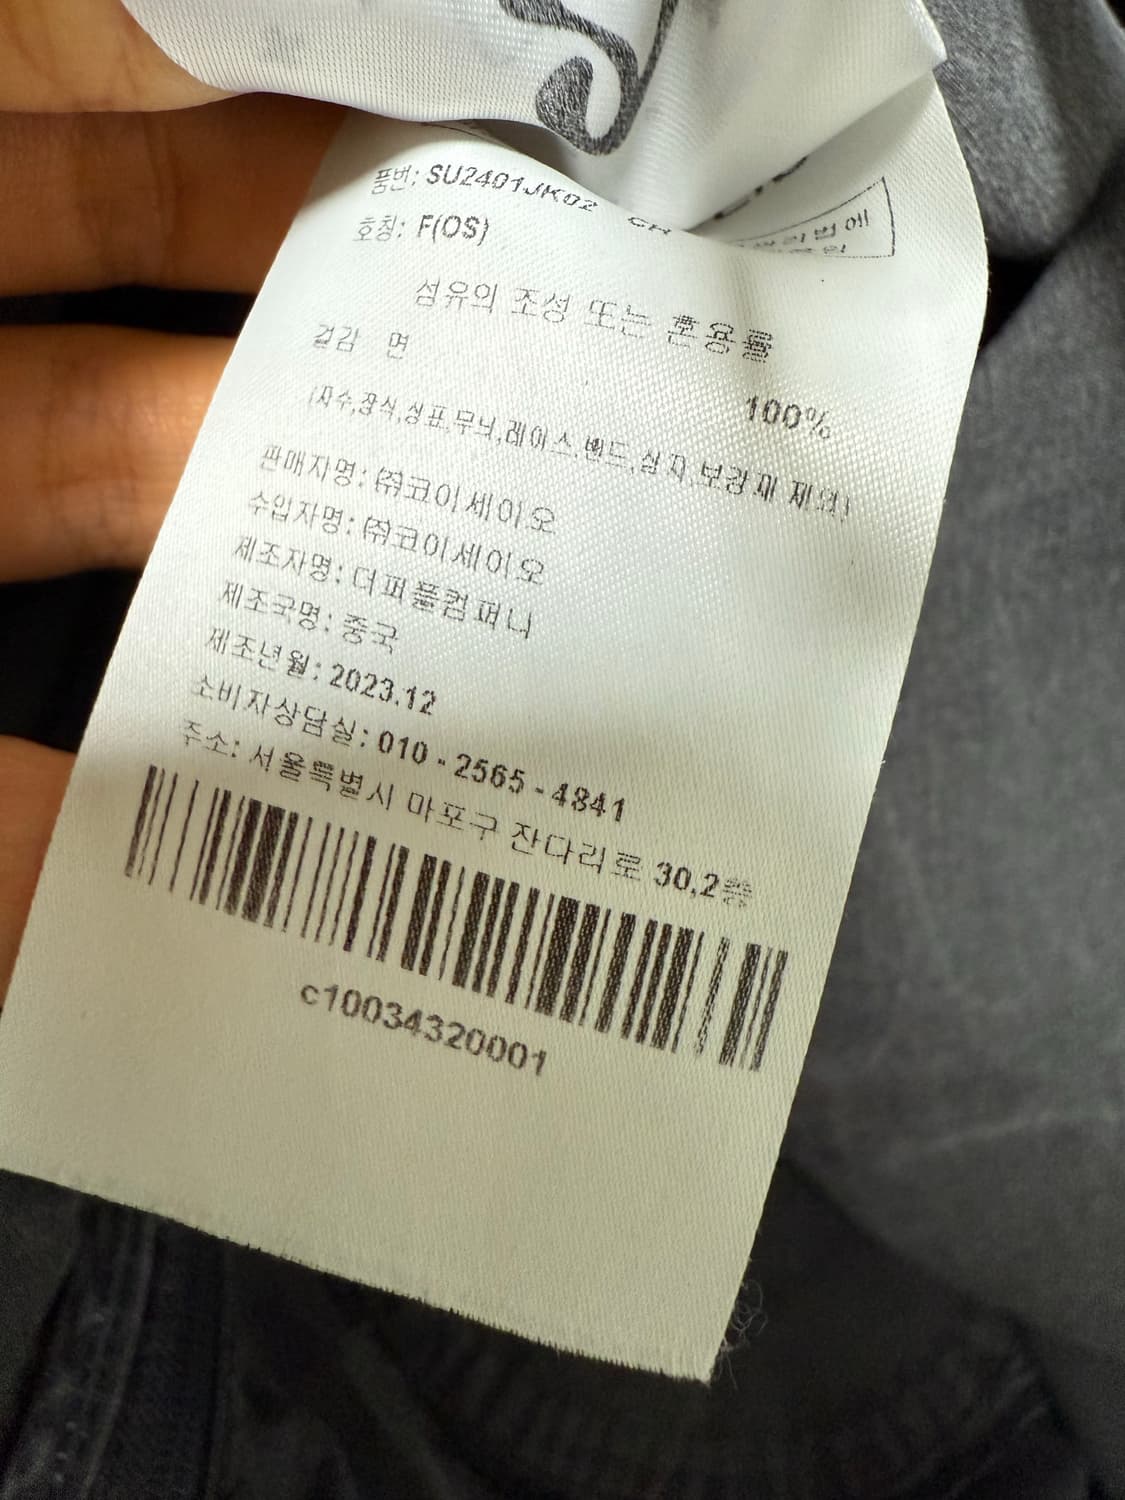 품번: SU2401JK02 CH
호칭: F(OS)
법에
섬유의 조성 또는 혼용률
겉감 면
100%
(자수,장식,상표,무늬,레이스,밴드,심지,보강재 제외)
판매자명: ㈜코이세이오
수입자명: ㈜코이세이오
제조자명: 더퍼플컴퍼니
제조국명: 중국
제조년월: 2023.12
소비자상담실: 010 - 2565 - 4841
주소: 서울특별시 마포구 잔다리로 30,2층
c10034320001